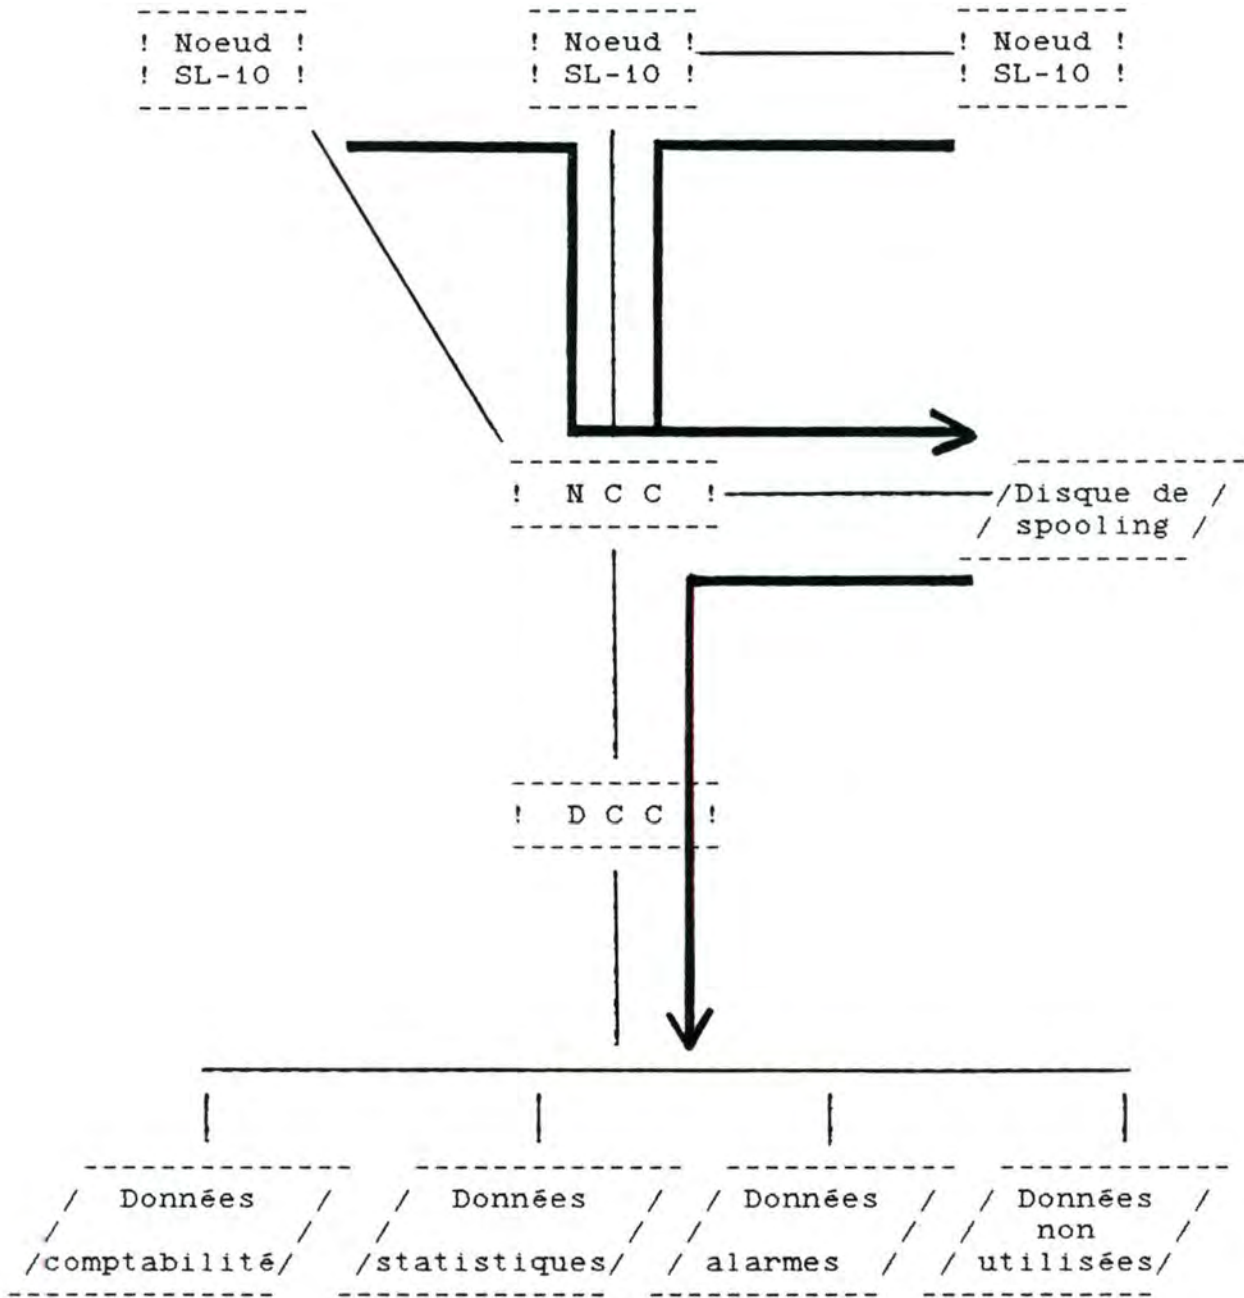 ! Noeud ! ! Noeud ! ! Noeud !
! SL-10 ! ! SL-10 ! ! SL-10 !
! N C C ! /Disque de /
/ spooling /
! D C C !
/ Données / / Données / / Données / / Données /
/ / / / / / / non /
/comptabilité/ /statistiques/ / alarmes / / utilisées/